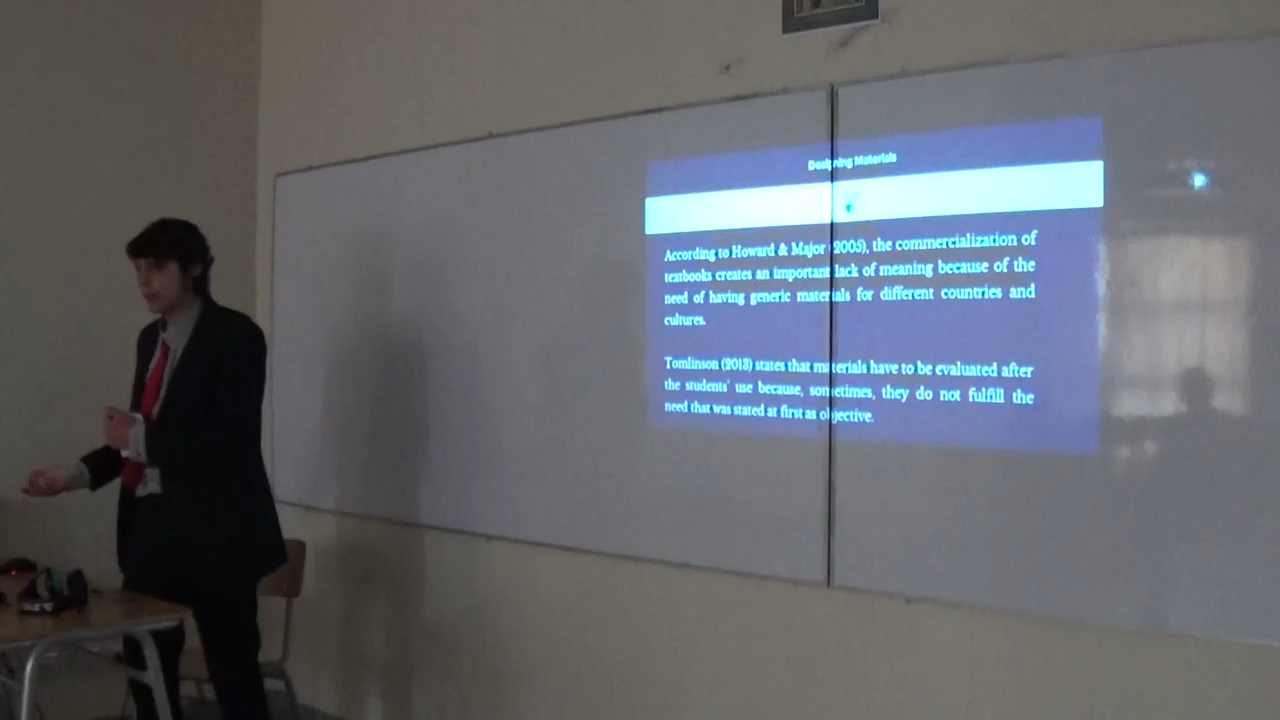 Designing Materials
According to Howard & Major (2005), the commercialization of
textbooks creates an important lack of meaning because of the
need of having generic materials for different countries and
cultures.
Tomlinson (2013) states that materials have to be evaluated after
the students' use because, sometimes, they do not fulfill the
need that was stated at first as objective.